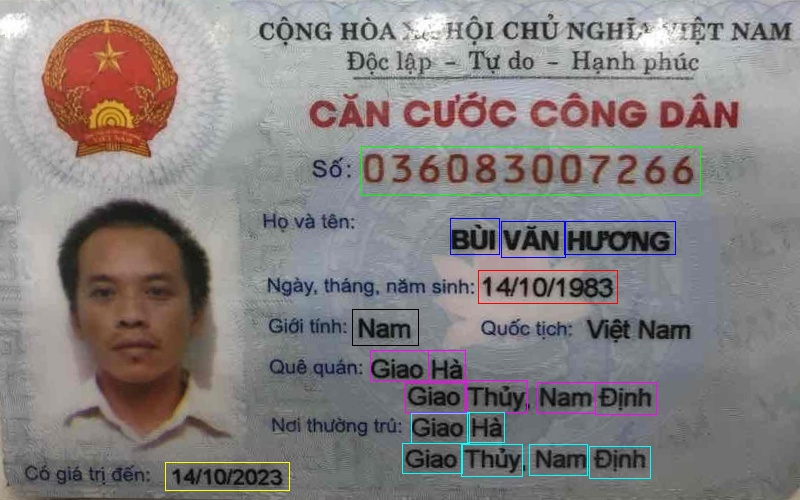 CỘNG HÒA XÃ HỘI CHỦ NGHĨA VIỆT NAM
Độc lập - Tự do - Hạnh phúc
CĂN CƯỚC CÔNG DÂN
Số: 036083007266
Họ và tên:
BÙI VĂN HƯƠNG
Ngày, tháng, năm sinh: 14/10/1983
Giới tính: Nam Quốc tịch: Việt Nam
Quê quán: Giao Hà
Giao Thủy, Nam Định
Nơi thường trú: Giao Hà
Giao Thủy, Nam Định
Có giá trị đến: 14/10/2023